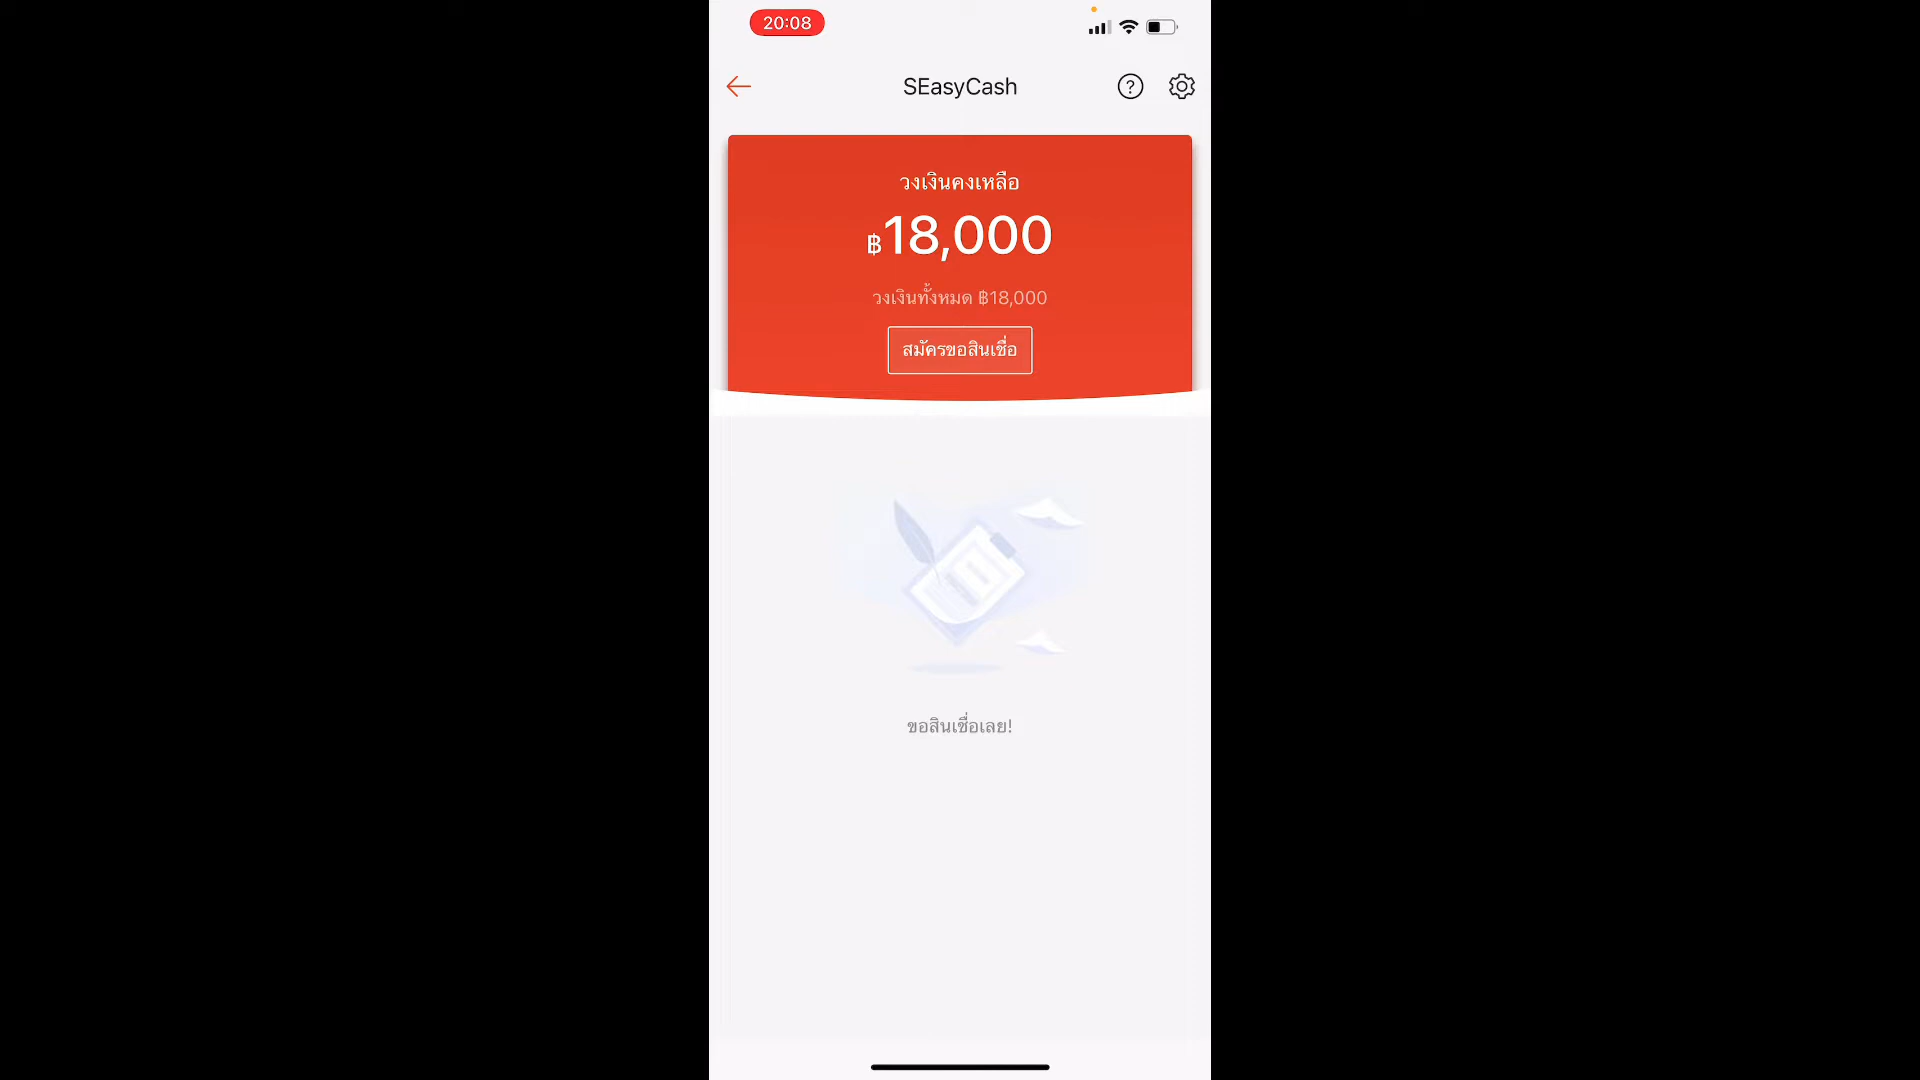 20:08
SEasyCash
วงเงินคงเหลือ
฿18,000
วงเงินทั้งหมด ฿18,000
สมัครขอสินเชื่อ
ขอสินเชื่อเลย!